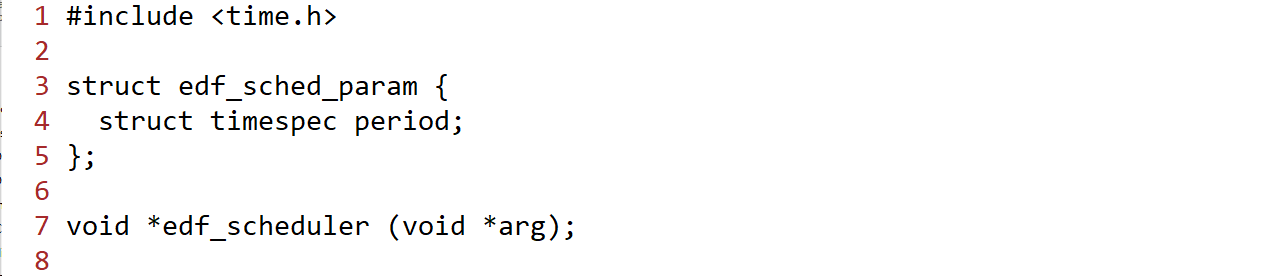 1 #include <time.h>
2
3 struct edf_sched_param {
4   struct timespec period;
5 };
6
7 void *edf_scheduler (void *arg);
8